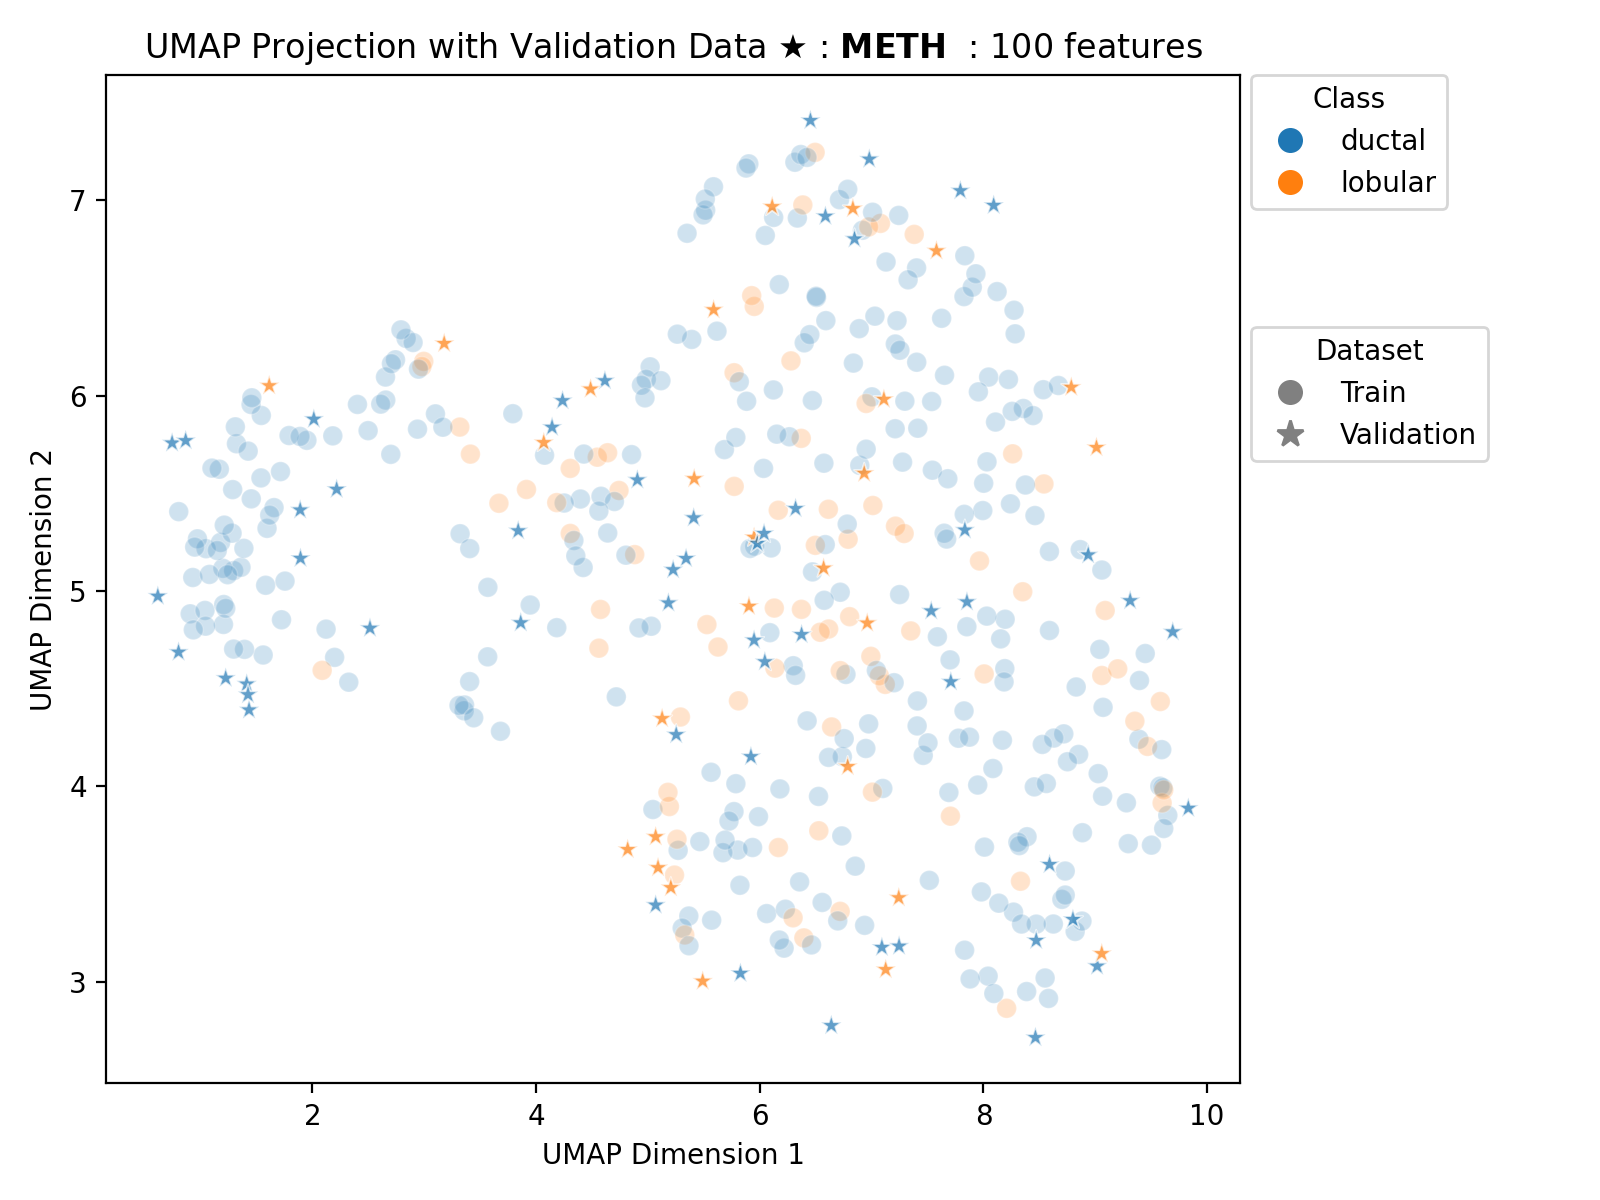 UMAP Projection with Validation Data ★ : METH : 100 features
Class
ductal
lobular
Dataset
Train
Validation
7
6
5
4
3
UMAP Dimension 2
2 4 6 8 10
UMAP Dimension 1